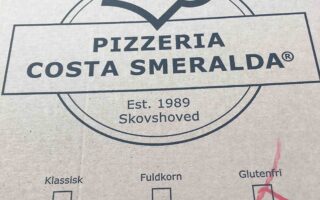 PIZZERIA
COSTA SMERALDA®
Est. 1989
Skovshoved
Klassisk Fuldkorn Glutenfri